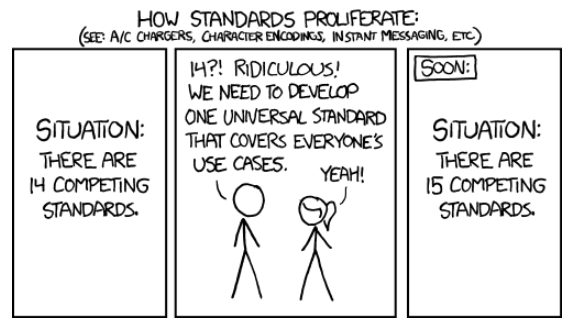 HOW STANDARDS PROLIFERATE:
(SEE: A/C CHARGERS, CHARACTER ENCODINGS, INSTANT MESSAGING, ETC.)
SITUATION:
THERE ARE
14 COMPETING
STANDARDS.
14?! RIDICULOUS!
WE NEED TO DEVELOP
ONE UNIVERSAL STANDARD
THAT COVERS EVERYONE'S
USE CASES.
YEAH!
SOON:
SITUATION:
THERE ARE
15 COMPETING
STANDARDS.